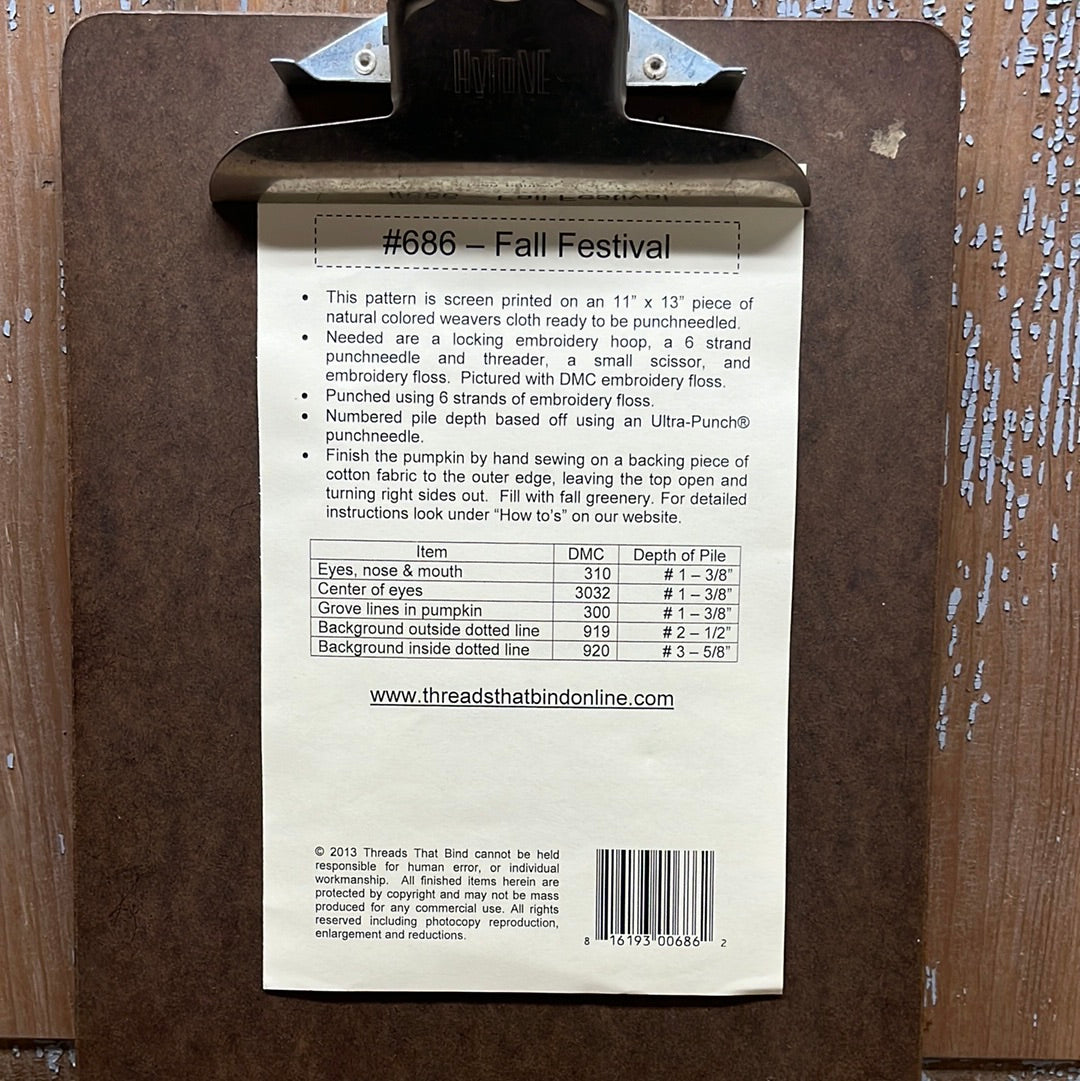 HyToNE
#686 – Fall Festival
• This pattern is screen printed on an 11” x 13” piece of
natural colored weavers cloth ready to be punchneedled.
• Needed are a locking embroidery hoop, a 6 strand
punchneedle and threader, a small scissor, and
embroidery floss. Pictured with DMC embroidery floss.
• Punched using 6 strands of embroidery floss.
• Numbered pile depth based off using an Ultra-Punch®
punchneedle.
• Finish the pumpkin by hand sewing on a backing piece of
cotton fabric to the outer edge, leaving the top open and
turning right sides out. Fill with fall greenery. For detailed
instructions look under “How to’s” on our website.
Item DMC Depth of Pile
Eyes, nose & mouth 310 # 1 – 3/8”
Center of eyes 3032 # 1 – 3/8”
Grove lines in pumpkin 300 # 1 – 3/8”
Background outside dotted line 919 # 2 – 1/2”
Background inside dotted line 920 # 3 – 5/8”
www.threadsthatbindonline.com
© 2013 Threads That Bind cannot be held
responsible for human error, or individual
workmanship. All finished items herein are
protected by copyright and may not be mass
produced for any commercial use. All rights
reserved including photocopy reproduction,
enlargement and reductions.
8 16193 00686 2